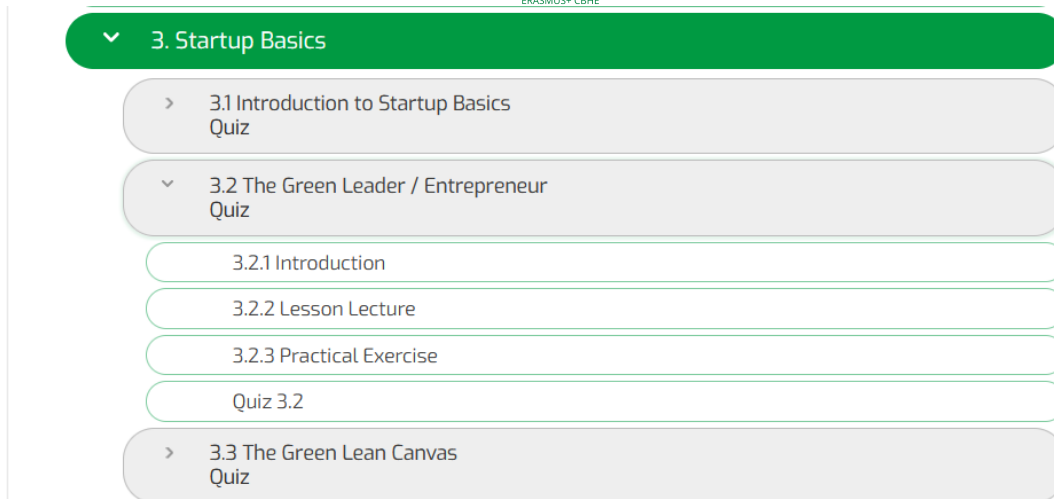 ERASMUS+ CBHE
3. Startup Basics
3.1 Introduction to Startup Basics
Quiz
3.2 The Green Leader / Entrepreneur
Quiz
3.2.1 Introduction
3.2.2 Lesson Lecture
3.2.3 Practical Exercise
Quiz 3.2
3.3 The Green Lean Canvas
Quiz